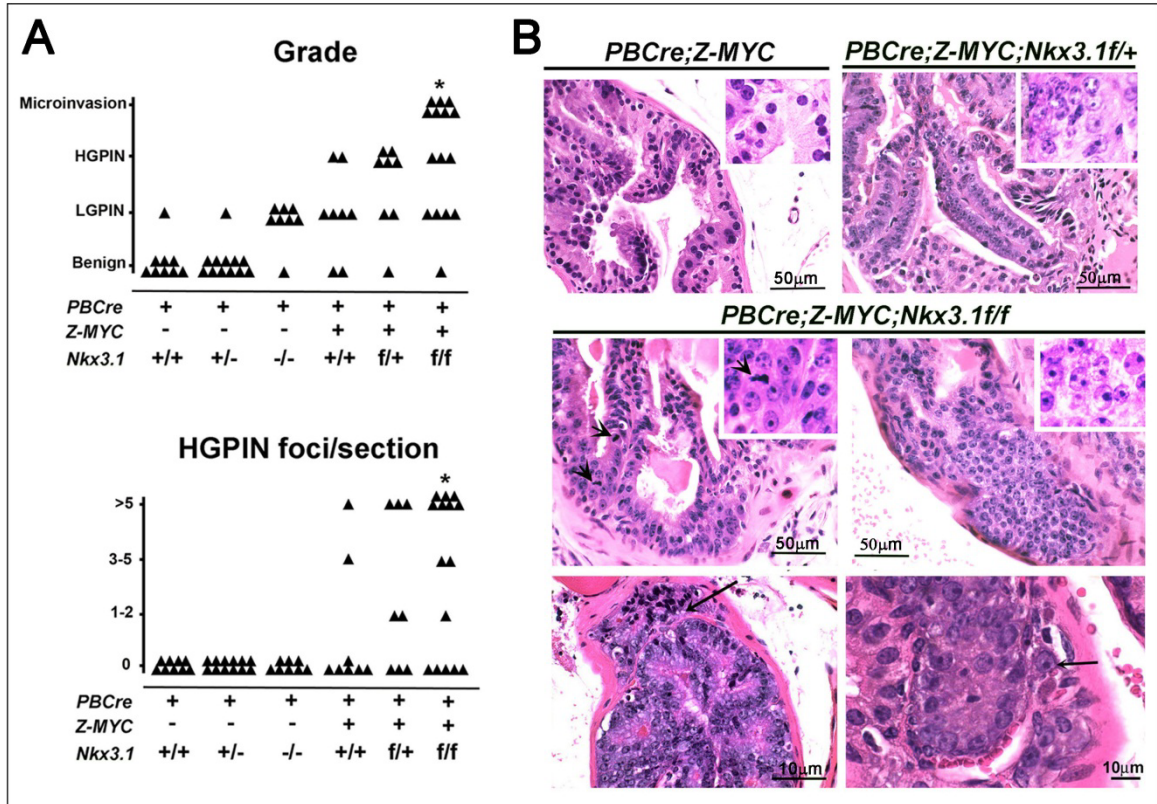 A
Grade
Microinvasion
HGPIN
LGPIN
Benign
*
PBCre + + + + + +
Z-MYC - - - + + +
Nkx3.1 +/+ +/- -/- +/+ f/+ f/f
HGPIN foci/section
>5
3-5
1-2
0
*
PBCre + + + + + +
Z-MYC - - - + + +
Nkx3.1 +/+ +/- -/- +/+ f/+ f/f
B
PBCre;Z-MYC
PBCre;Z-MYC;Nkx3.1f/+
50μm
50μm
PBCre;Z-MYC;Nkx3.1f/f
50μm
50μm
10μm
10μm